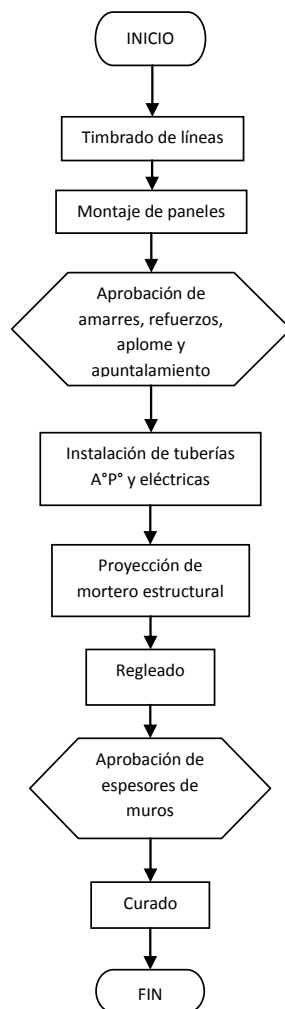 INICIO
Timbrado de líneas
Montaje de paneles
Aprobación de
amarres, refuerzos,
aplome y
apuntalamiento
Instalación de tuberías
A°P° y eléctricas
Proyección de
mortero estructural
Regleado
Aprobación de
espesores de
muros
Curado
FIN